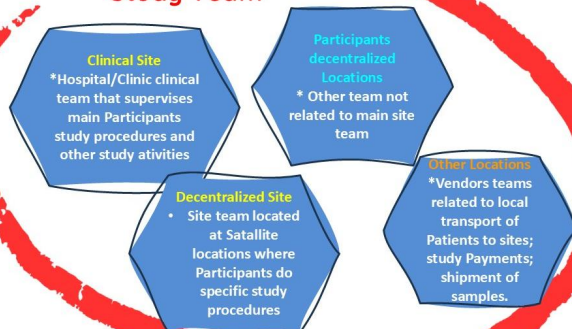 Study Team
Clinical Site
*Hospital/Clinic clinical
team that supervises
main Participants
study procedures and
other study ativities
Participants
decentralized
Locations
* Other team not
related to main site
team
Decentralized Site
• Site team located
at Satallite
locations where
Participants do
specific study
procedures
Other Locations
*Vendors teams
related to local
transport of
Patients to sites;
study Payments;
shipment of
samples.